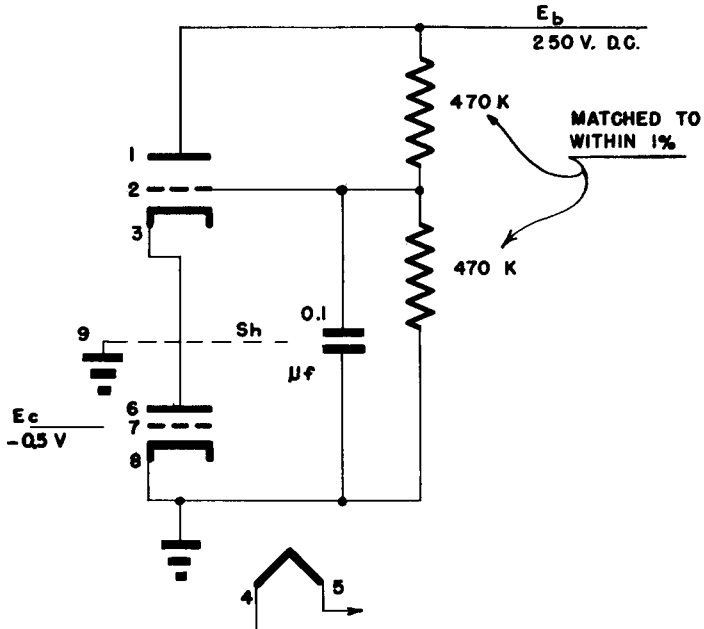 Eb
250 V. D.C.
470 K
MATCHED TO
WITHIN 1%
1
2
3
470 K
0.1
9
Sh
μf
6
Ec
7
-0.5 V
8
4
5